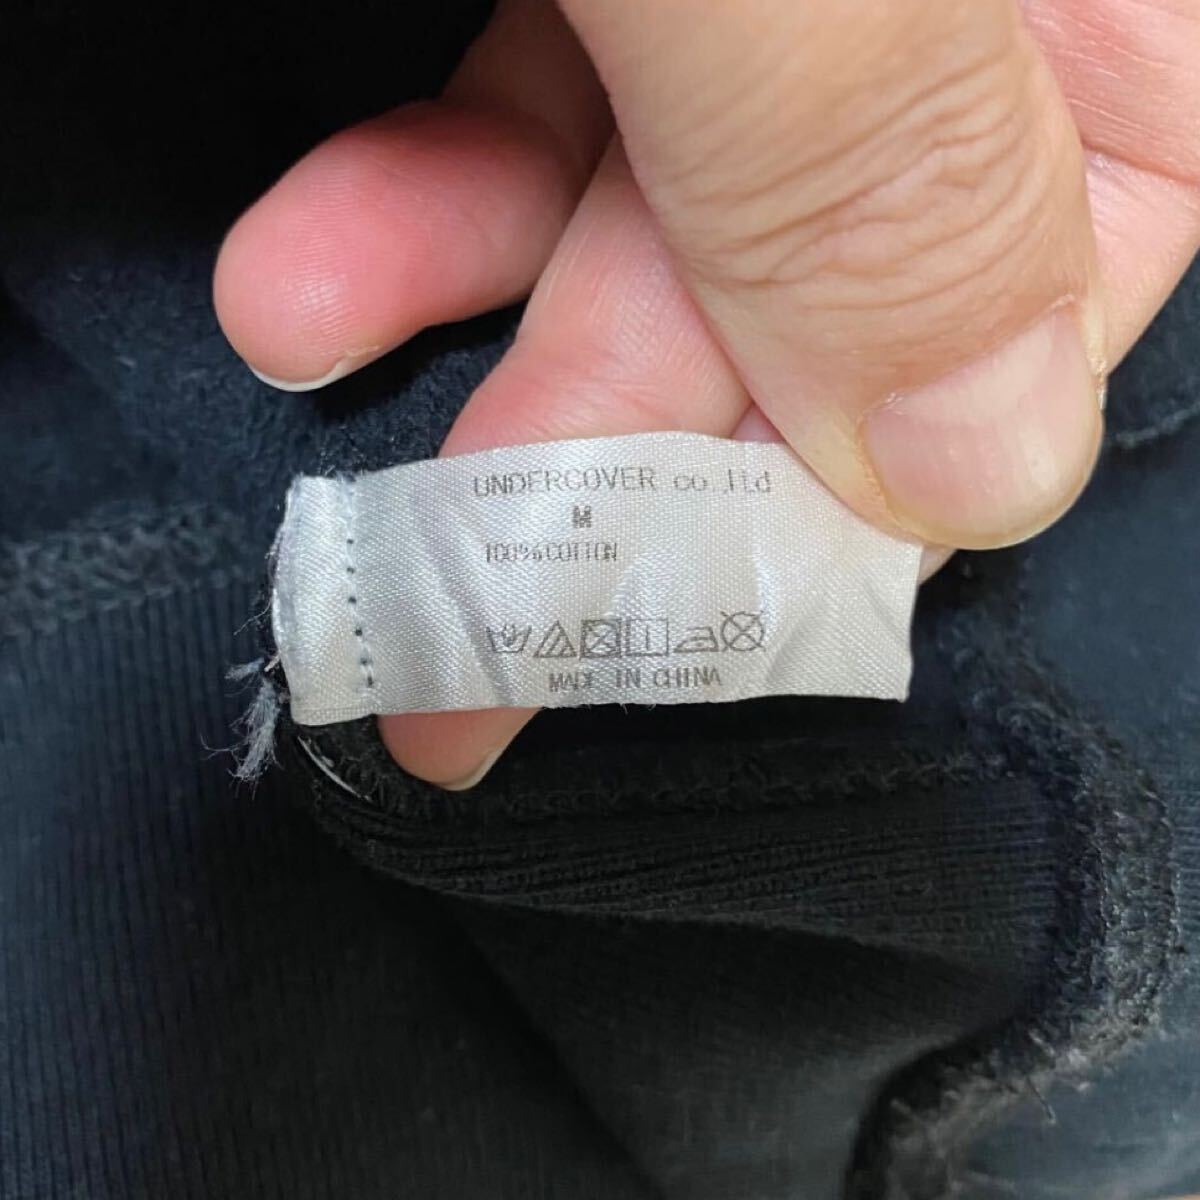 UNDERCOVER co.,ltd
M
100%COTTON
MADE IN CHINA